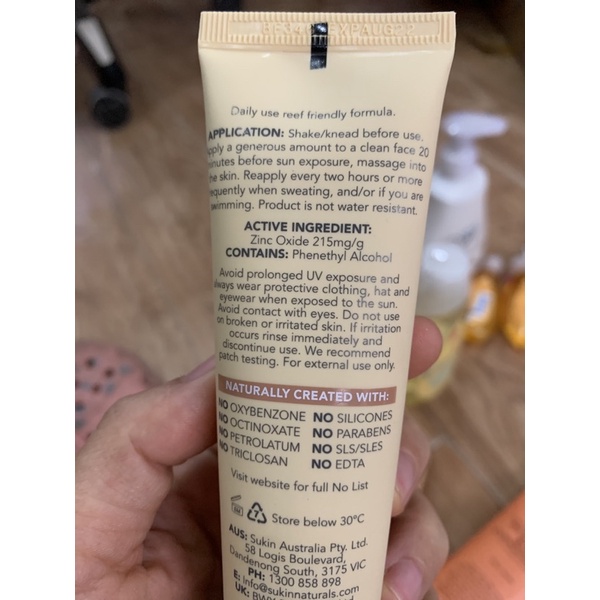 EXPAUG22
Daily use reef friendly formula.
APPLICATION: Shake/knead before use.
pply a generous amount to a clean face 20
inutes before sun exposure, massage into
the skin. Reapply every two hours or more
equently when sweating, and/or if you are
wimming. Product is not water resistant.
ACTIVE INGREDIENT:
Zinc Oxide 215mg/g
CONTAINS: Phenethyl Alcohol
Avoid prolonged UV exposure and
always wear protective clothing, hat and
eyewear when exposed to the sun.
Avoid contact with eyes. Do not use
on broken or irritated skin. If irritation
occurs rinse immediately and
discontinue use. We recommend
patch testing. For external use only.
NATURALLY CREATED WITH:
NO OXYBENZONE NO SILICONES
NO OCTINOXATE NO PARABENS
NO PETROLATUM NO SLS/SLES
NO TRICLOSAN NO EDTA
Visit website for full No List
7 Store below 30°C
AUS: Sukin Australia Pty. Ltd.
58 Logis Boulevard,
Dandenong South, 3175 VIC
PH: 1300 858 898
E: info@sukinnaturals.com
UK: